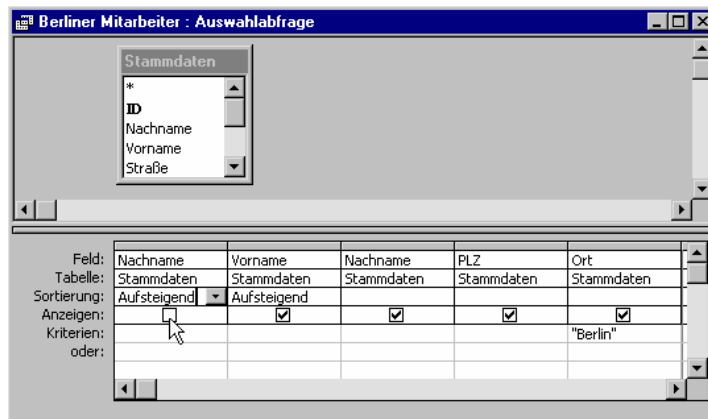 Berliner Mitarbeiter : Auswahlabfrage
Stammdaten
*
ID
Nachname
Vorname
Straße
Feld: Nachname Vorname Nachname PLZ Ort
Tabelle: Stammdaten Stammdaten Stammdaten Stammdaten Stammdaten
Sortierung: Aufsteigend Aufsteigend
Anzeigen:
Kriterien: "Berlin"
oder: